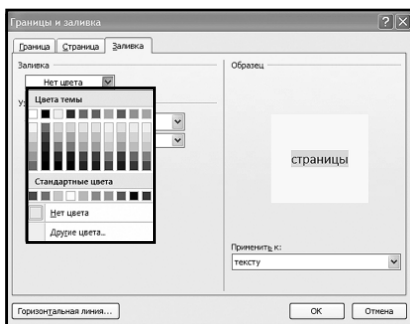 Границы и заливка
Граница Страница Заливка
Заливка
Нет цвета
Цвета темы
Стандартные цвета
Нет цвета
Другие цвета...
Образец
страницы
Применить к:
тексту
Горизонтальная линия...
ОК
Отмена